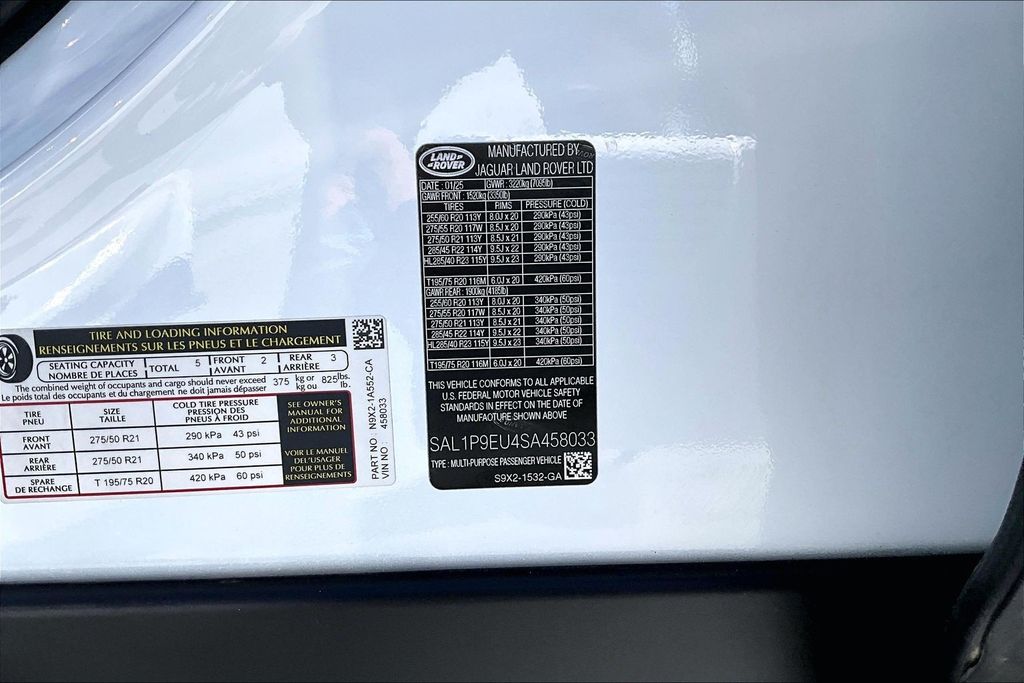 LAND ROVER
MANUFACTURED BY
JAGUAR LAND ROVER LTD
DATE : 01/25 GVWR : 3220kg (7095lb)
GAWR FRONT : 1520kg (3350lb)
TIRES RIMS PRESSURE (COLD)
255/60 R20 113Y 8.0J x 20 290kPa (43psi)
275/55 R20 117W 8.5J x 20 290kPa (43psi)
275/50 R21 113Y 8.5J x 21 290kPa (43psi)
285/45 R22 114Y 9.5J x 22 290kPa (43psi)
HL285/40 R23 115Y 9.5J x 23 290kPa (43psi)
T195/75 R20 116M 6.0J x 20 420kPa (60psi)
GAWR REAR : 1900kg (4185lb)
255/60 R20 113Y 8.0J x 20 340kPa (50psi)
275/55 R20 117W 8.5J x 20 340kPa (50psi)
275/50 R21 113Y 8.5J x 21 340kPa (50psi)
285/45 R22 114Y 9.5J x 22 340kPa (50psi)
HL285/40 R23 115Y 9.5J x 23 340kPa (50psi)
T195/75 R20 116M 6.0J x 20 420kPa (60psi)
THIS VEHICLE CONFORMS TO ALL APPLICABLE
U.S. FEDERAL MOTOR VEHICLE SAFETY
STANDARDS IN EFFECT ON THE DATE OF
MANUFACTURE SHOWN ABOVE
SAL1P9EU4SA458033
TYPE : MULTI-PURPOSE PASSENGER VEHICLE
S9X2-1532-GA
TIRE AND LOADING INFORMATION
RENSEIGNEMENTS SUR LES PNEUS ET LE CHARGEMENT
SEATING CAPACITY
NOMBRE DE PLACES
TOTAL 5
FRONT
AVANT
2
REAR
ARRIÈRE
3
The combined weight of occupants and cargo should never exceed
Le poids total des occupants et du chargement ne doit jamais dépasser
375 kg or
kg ou
825 lbs.
lb.
TIRE
PNEU
SIZE
TAILLE
COLD TIRE PRESSURE
PRESSION DES
PNEUS À FROID
FRONT
AVANT
275/50 R21 290 kPa 43 psi
REAR
ARRIÈRE
275/50 R21 340 kPa 50 psi
SPARE
DE RECHANGE
T 195/75 R20 420 kPa 60 psi
SEE OWNER'S
MANUAL FOR
ADDITIONAL
INFORMATION
VOIR LE MANUEL
DE L'USAGER
POUR PLUS DE
RENSEIGNEMENTS
PART NO N9X2-1A552-CA
VIN NO : 458033